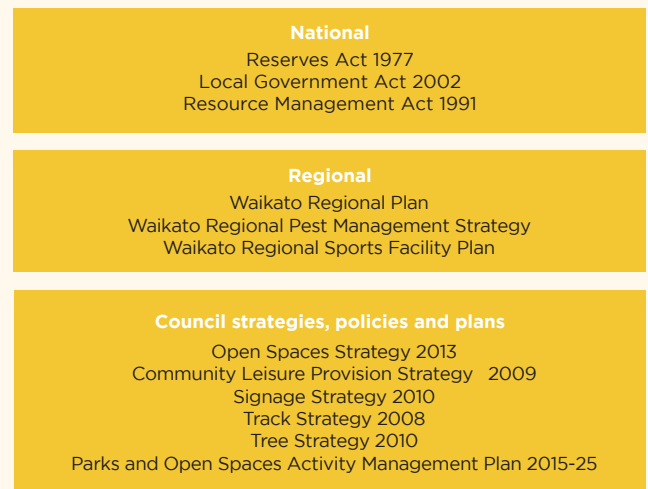 National
Reserves Act 1977
Local Government Act 2002
Resource Management Act 1991
Regional
Waikato Regional Plan
Waikato Regional Pest Management Strategy
Waikato Regional Sports Facility Plan
Council strategies, policies and plans
Open Spaces Strategy 2013
Community Leisure Provision Strategy 2009
Signage Strategy 2010
Track Strategy 2008
Tree Strategy 2010
Parks and Open Spaces Activity Management Plan 2015-25